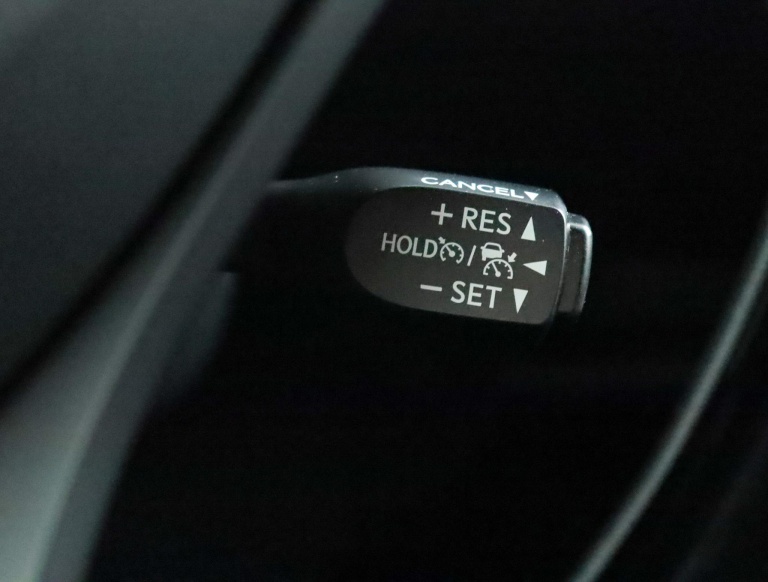 CANCEL▼
+ RES ▲
HOLD / ◄
− SET ▼